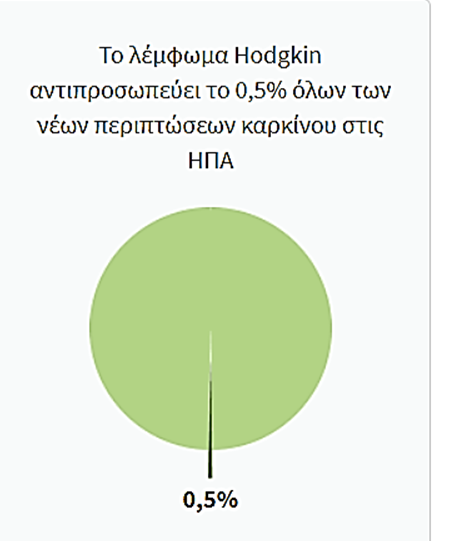 Το λέμφωμα Hodgkin
αντιπροσωπεύει το 0,5% όλων των
νέων περιπτώσεων καρκίνου στις
ΗΠΑ
0,5%